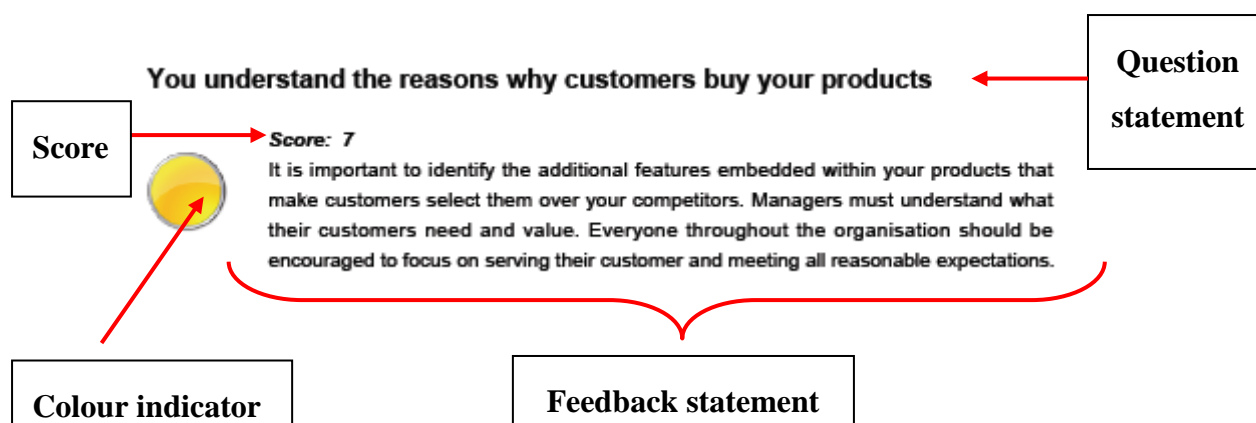 You understand the reasons why customers buy your products
Question
statement
Score
Score: 7
It is important to identify the additional features embedded within your products that
make customers select them over your competitors. Managers must understand what
their customers need and value. Everyone throughout the organisation should be
encouraged to focus on serving their customer and meeting all reasonable expectations.
Colour indicator
Feedback statement